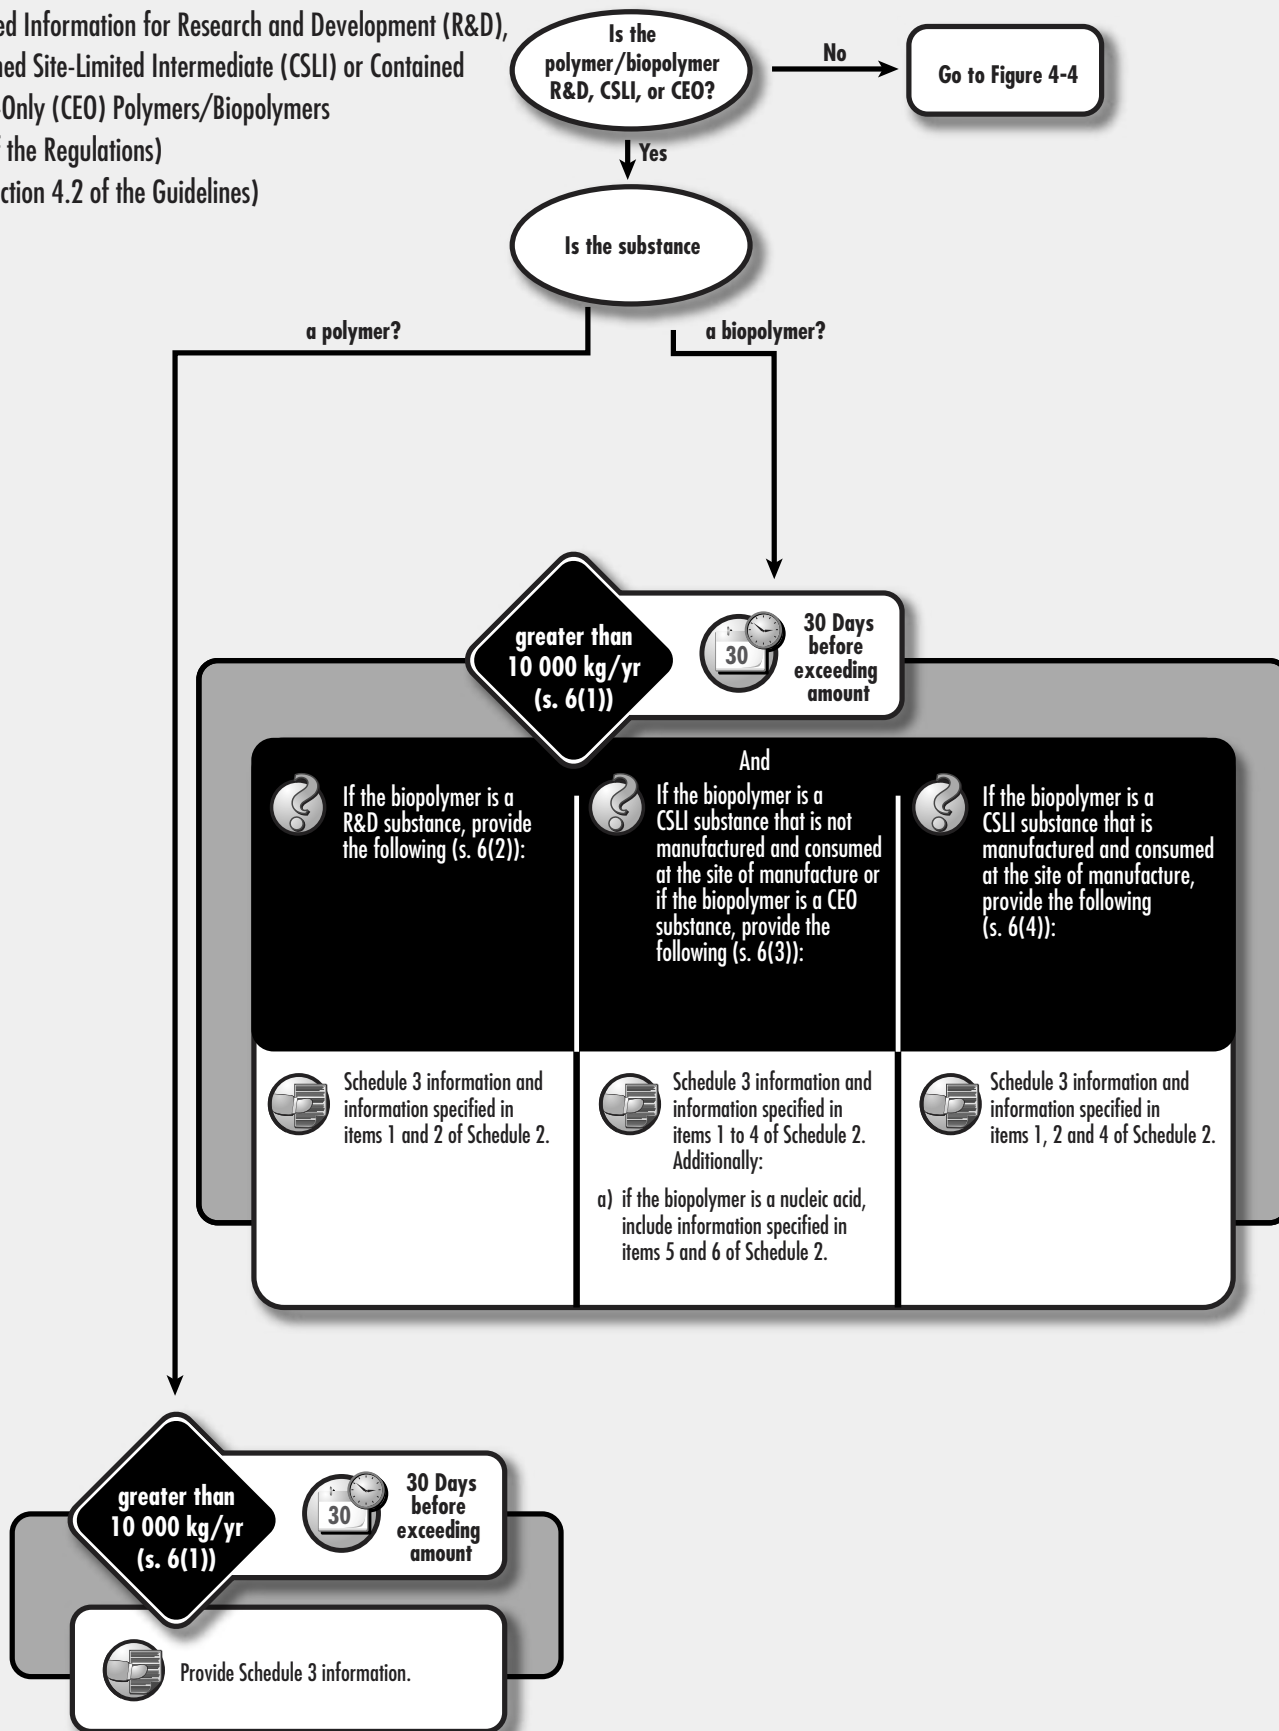 ed Information for Research and Development (R&D),
ned Site-Limited Intermediate (CSLI) or Contained
-Only (CEO) Polymers/Biopolymers
f the Regulations)
ction 4.2 of the Guidelines)
Is the
polymer/biopolymer
R&D, CSLI, or CEO?
No
Go to Figure 4-4
Yes
Is the substance
a polymer?
a biopolymer?
greater than
10 000 kg/yr
(s. 6(1))
30
30 Days
before
exceeding
amount
And
If the biopolymer is a
R&D substance, provide
the following (s. 6(2)):
If the biopolymer is a
CSLI substance that is not
manufactured and consumed
at the site of manufacture or
if the biopolymer is a CEO
substance, provide the
following (s. 6(3)):
If the biopolymer is a
CSLI substance that is
manufactured and consumed
at the site of manufacture,
provide the following
(s. 6(4)):
Schedule 3 information and
information specified in
items 1 and 2 of Schedule 2.
Schedule 3 information and
information specified in
items 1 to 4 of Schedule 2.
Additionally:
a) if the biopolymer is a nucleic acid,
include information specified in
items 5 and 6 of Schedule 2.
Schedule 3 information and
information specified in
items 1, 2 and 4 of Schedule 2.
greater than
10 000 kg/yr
(s. 6(1))
30
30 Days
before
exceeding
amount
Provide Schedule 3 information.